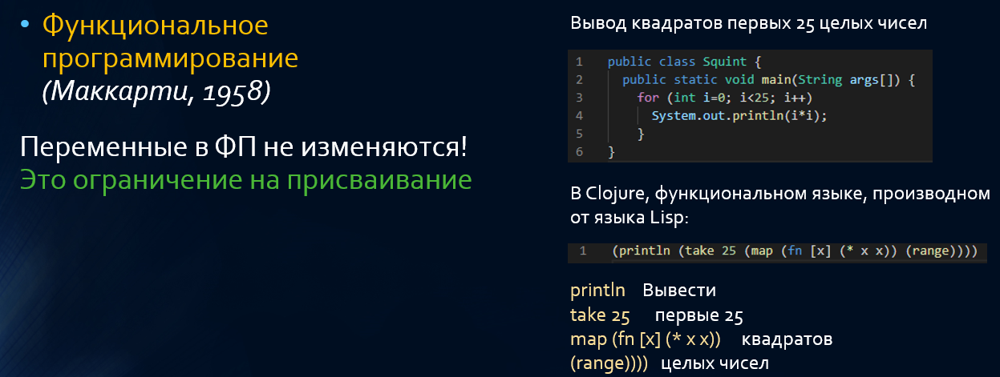 • Функциональное
программирование
(Маккарти, 1958)
Переменные в ФП не изменяются!
Это ограничение на присваивание
Вывод квадратов первых 25 целых чисел
1 public class Squint {
2 public static void main(String args[]) {
3 for (int i=0; i<25; i++)
4 System.out.println(i*i);
5 }
6 }
В Clojure, функциональном языке, производном
от языка Lisp:
1 (println (take 25 (map (fn [x] (* x x)) (range))))
println Вывести
take 25 первые 25
map (fn [x] (* x x)) квадратов
(range)))) целых чисел